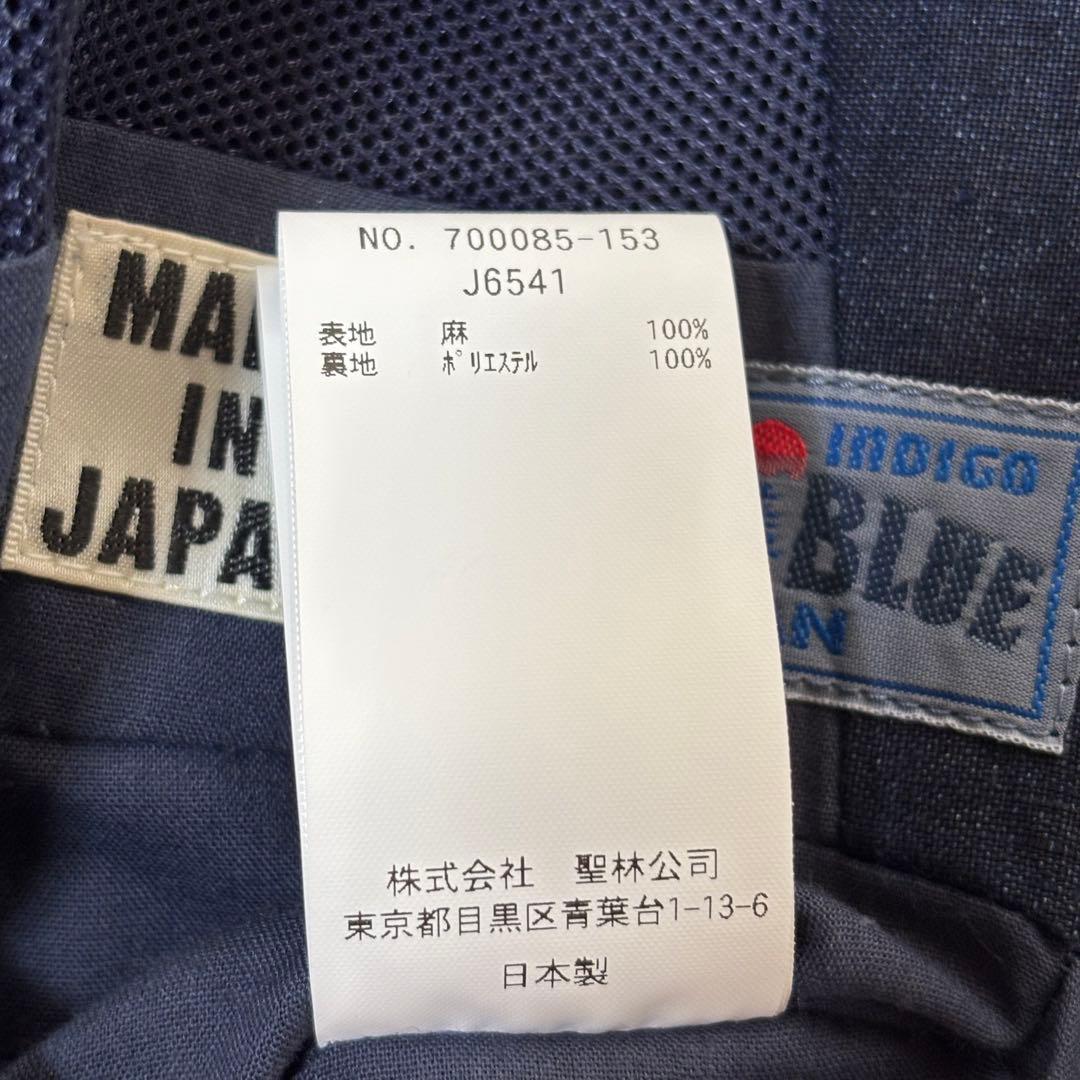 NO. 700085-153
J6541
表地 麻 100%
裏地 ﾎﾟﾘｴｽﾃﾙ 100%
株式会社 聖林公司
東京都目黒区青葉台1-13-6
日本製
MA
IN
JAPA
INDIGO
BLUE
AN